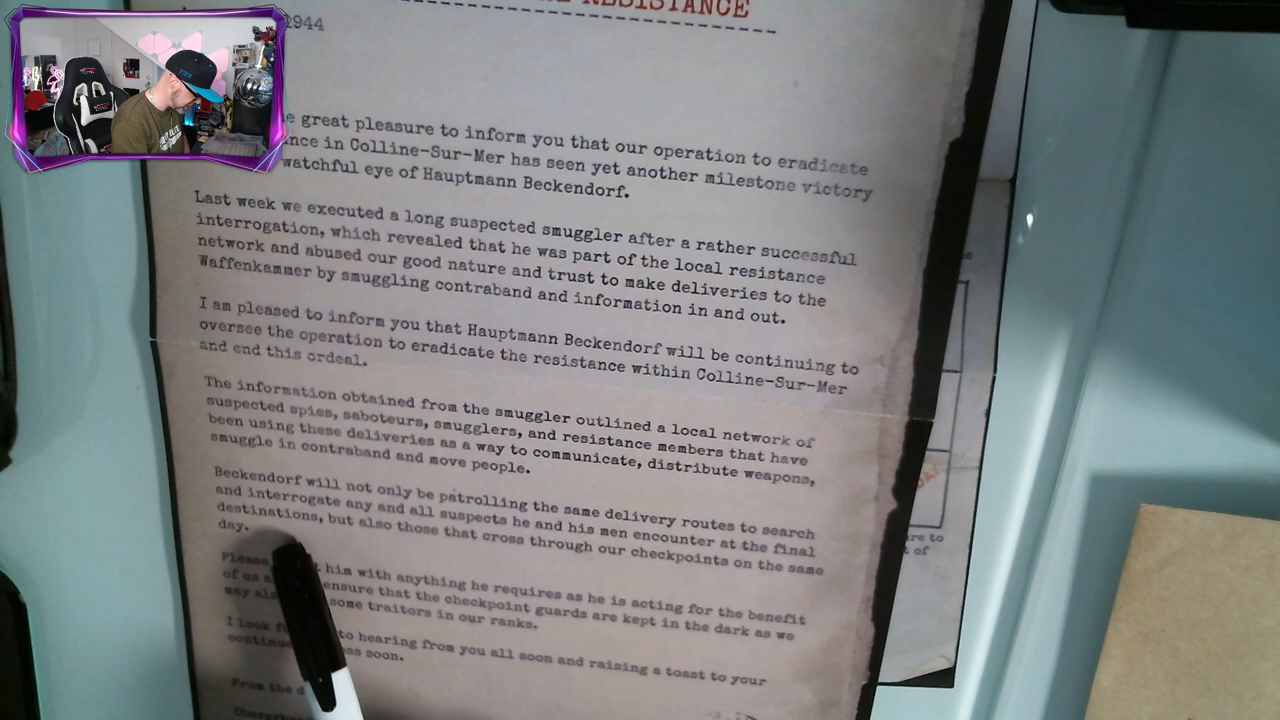 RESISTANCE
2944
great pleasure to inform you that our operation to eradicate
in Colline-Sur-Mer has seen yet another milestone victory
watchful eye of Hauptmann Beckendorf.
Last week we executed a long suspected smuggler after a rather successful
interrogation, which revealed that he was part of the local resistance
network and abused our good nature and trust to make deliveries to the
Waffenkammer by smuggling contraband and information in and out.
I am pleased to inform you that Hauptmann Beckendorf will be continuing to
oversee the operation to eradicate the resistance within Colline-Sur-Mer
and end this ordeal.
The information obtained from the smuggler outlined a local network of
suspected spies, saboteurs, smugglers, and resistance members that have
been using these deliveries as a way to communicate, distribute weapons,
smuggle in contraband and move people.
Beckendorf will not only be patrolling the same delivery routes to search
and interrogate any and all suspects he and his men encounter at the final
destinations, but also those that cross through our checkpoints on the same
day.
Please him with anything he requires as he is acting for the benefit
of us ensure that the checkpoint guards are kept in the dark as we
may some traitors in our ranks.
I look to hearing from you all soon and raising a toast to your
soon.
From the
to
of